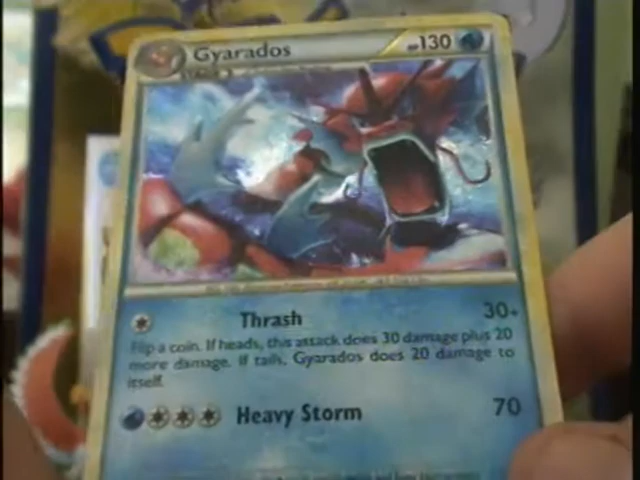 Gyarados HP130
Thrash 30+
Flip a coin. If heads, this attack does 30 damage plus 20
more damage. If tails, Gyarados does 20 damage to
itself.
Heavy Storm 70